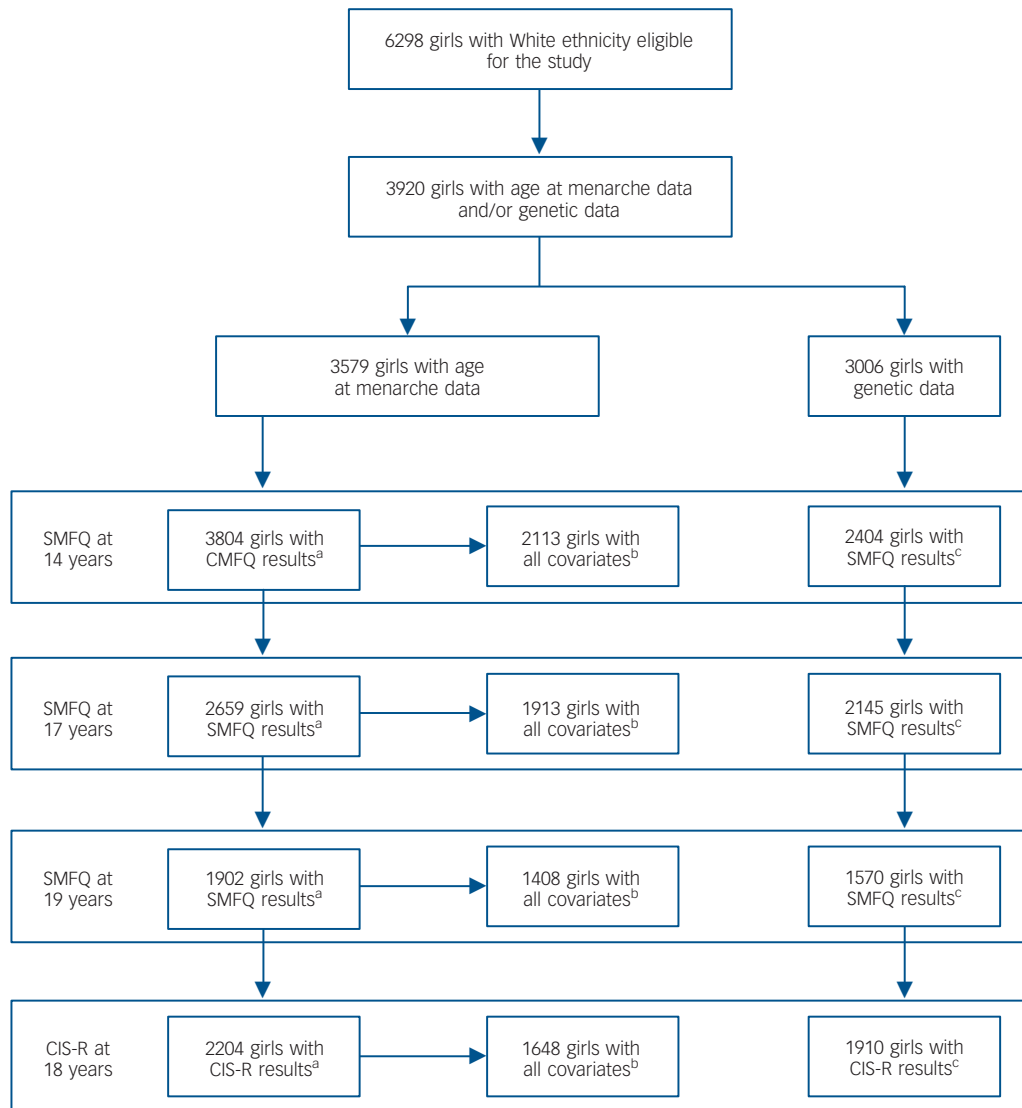 6298 girls with White ethnicity eligible
for the study
3920 girls with age at menarche data
and/or genetic data
3579 girls with age
at menarche data
3006 girls with
genetic data
SMFQ at
14 years
3804 girls with
CMFQ resultsᵃ
2113 girls with
all covariatesᵇ
2404 girls with
SMFQ resultsᶜ
SMFQ at
17 years
2659 girls with
SMFQ resultsᵃ
1913 girls with
all covariatesᵇ
2145 girls with
SMFQ resultsᶜ
SMFQ at
19 years
1902 girls with
SMFQ resultsᵃ
1408 girls with
all covariatesᵇ
1570 girls with
SMFQ resultsᶜ
CIS-R at
18 years
2204 girls with
CIS-R resultsᵃ
1648 girls with
all covariatesᵇ
1910 girls with
CIS-R resultsᶜ